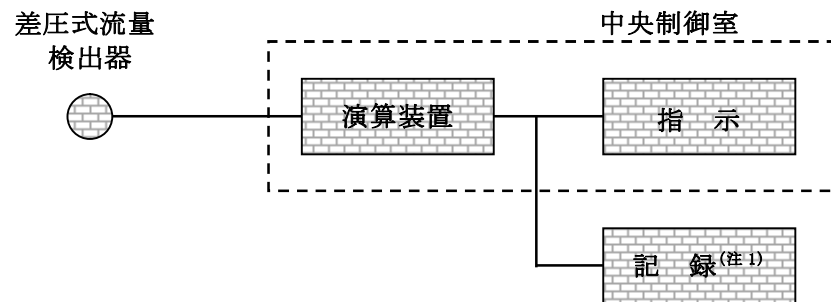 差圧式流量
検出器
中央制御室
演算装置
指　示
記　録(注1)